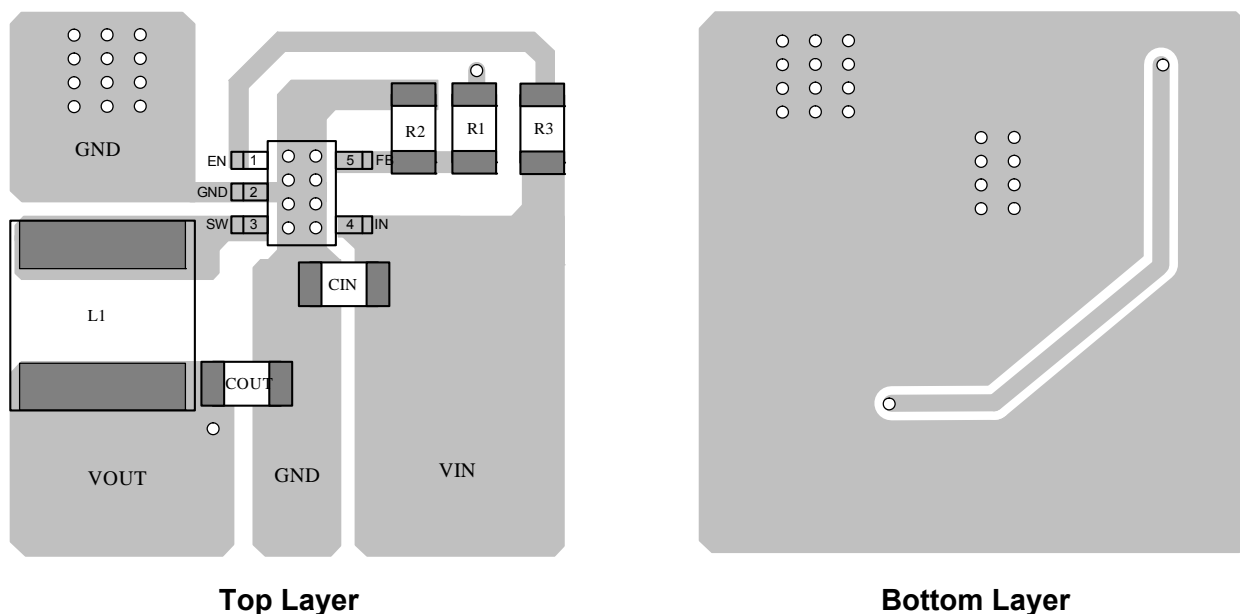 GND
R2
R1
R3
EN
1
5
FB
GND
2
SW
3
4
IN
CIN
L1
COUT
VOUT
GND
VIN
Top Layer
Bottom Layer